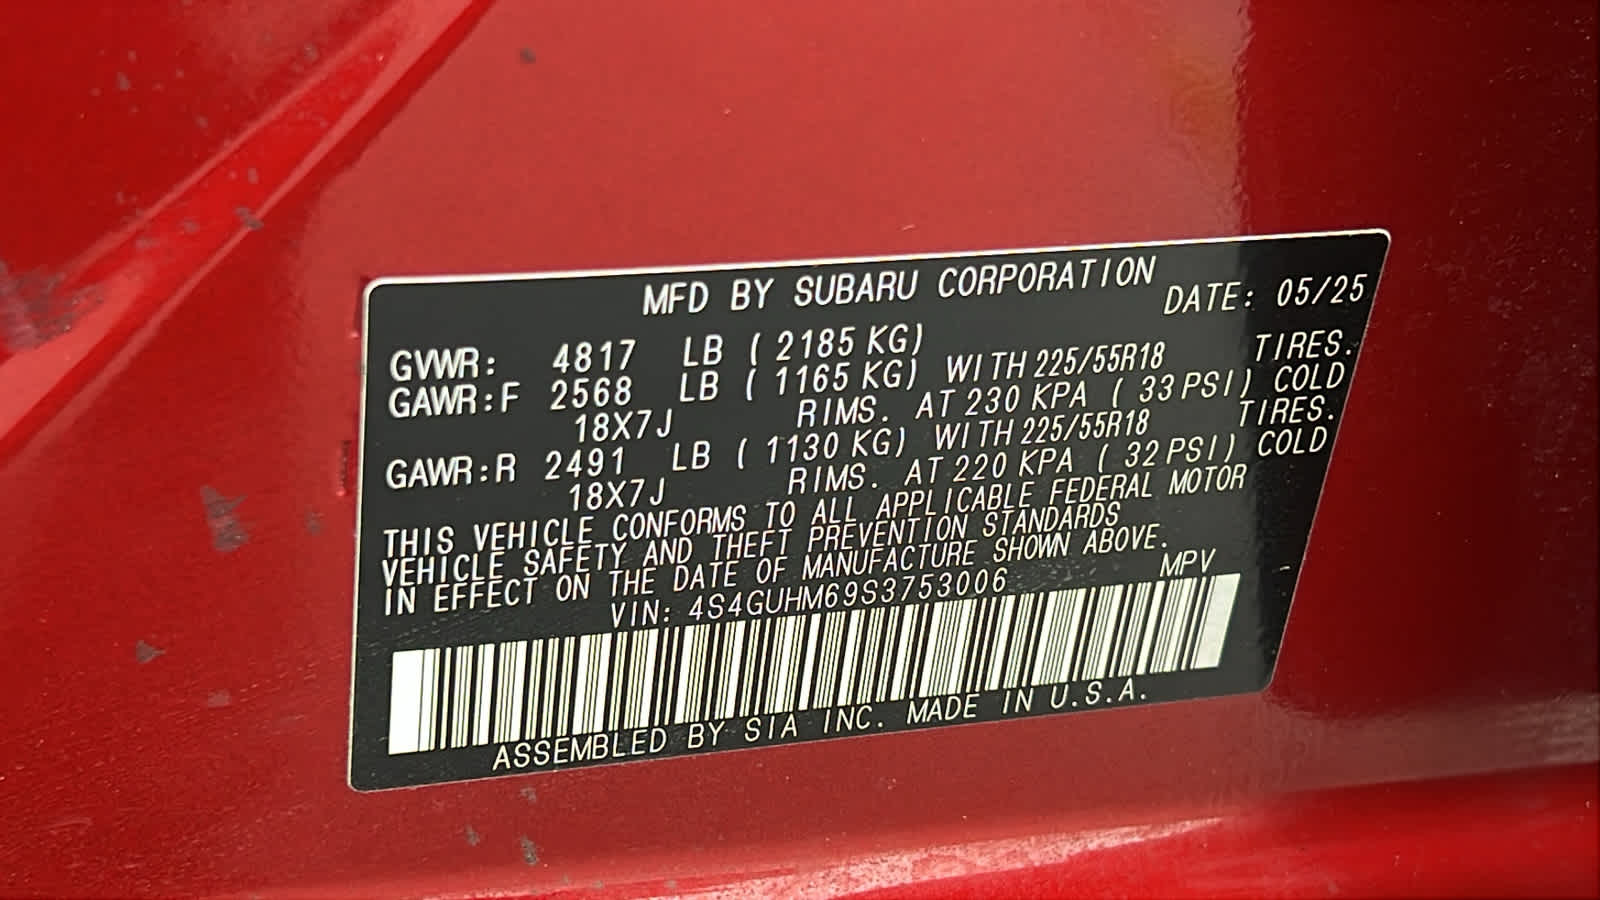 MFD BY SUBARU CORPORATION DATE: 05/25
GVWR: 4817 LB ( 2185 KG)
GAWR:F 2568 LB ( 1165 KG) WITH 225/55R18 TIRES.
18X7J RIMS. AT 230 KPA ( 33 PSI) COLD
GAWR:R 2491 LB ( 1130 KG) WITH 225/55R18 TIRES.
18X7J RIMS. AT 220 KPA ( 32 PSI) COLD
THIS VEHICLE CONFORMS TO ALL APPLICABLE FEDERAL MOTOR
VEHICLE SAFETY AND THEFT PREVENTION STANDARDS
IN EFFECT ON THE DATE OF MANUFACTURE SHOWN ABOVE.
VIN: 4S4GUHM69S3753006 MPV
ASSEMBLED BY SIA INC. MADE IN U.S.A.